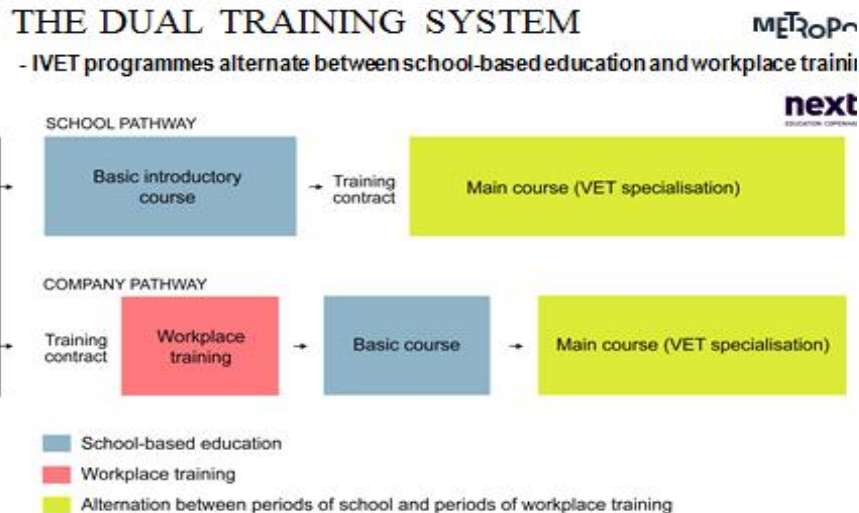 THE DUAL TRAINING SYSTEM
- IVET programmes alternate between school-based education and workplace
next
EDUCATION COPENHAGEN
SCHOOL PATHWAY
Basic introductory
course
Training
contract
Main course (VET specialisation)
COMPANY PATHWAY
Training
contract
Workplace
training
Basic course
Main course (VET specialisation)
School-based education
Workplace training
Alternation between periods of school and periods of workplace training